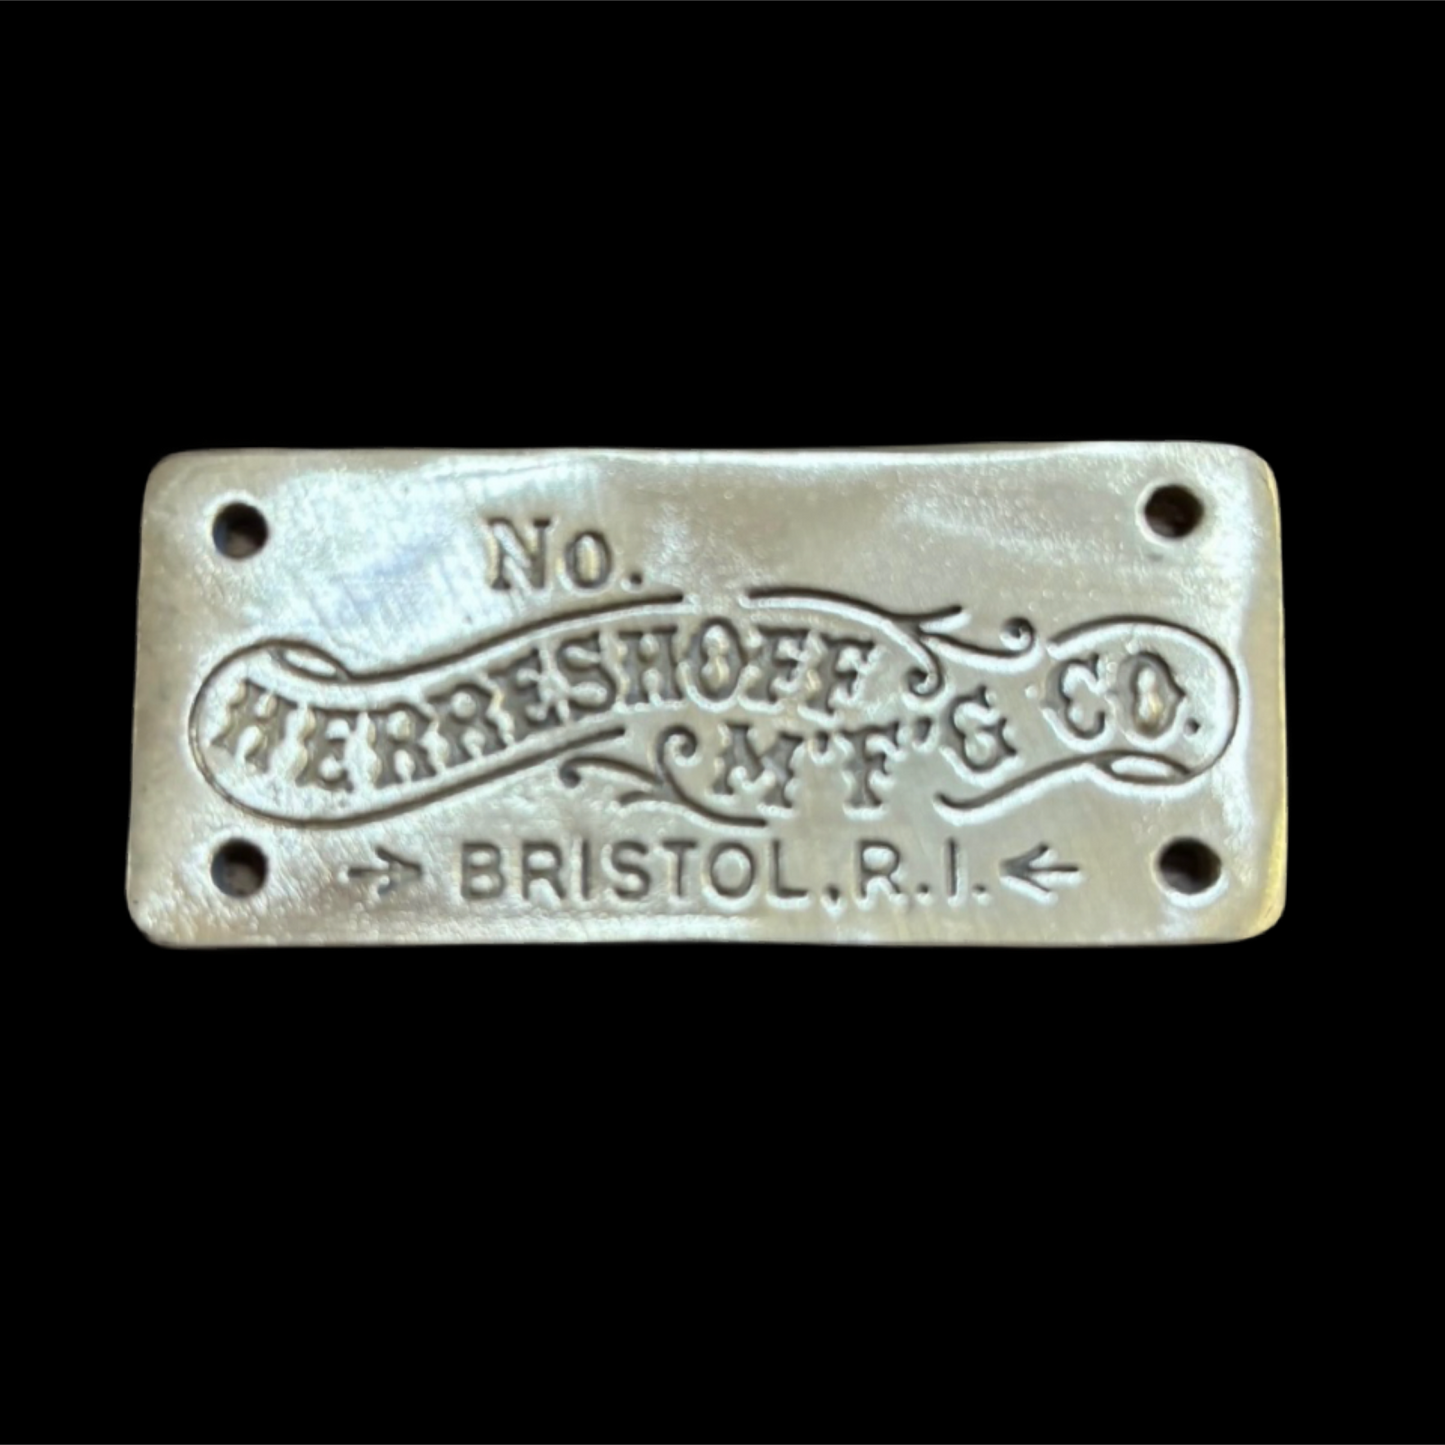 No.
HERRESHOFF M'F'G CO.
→ BRISTOL, R.I. ←